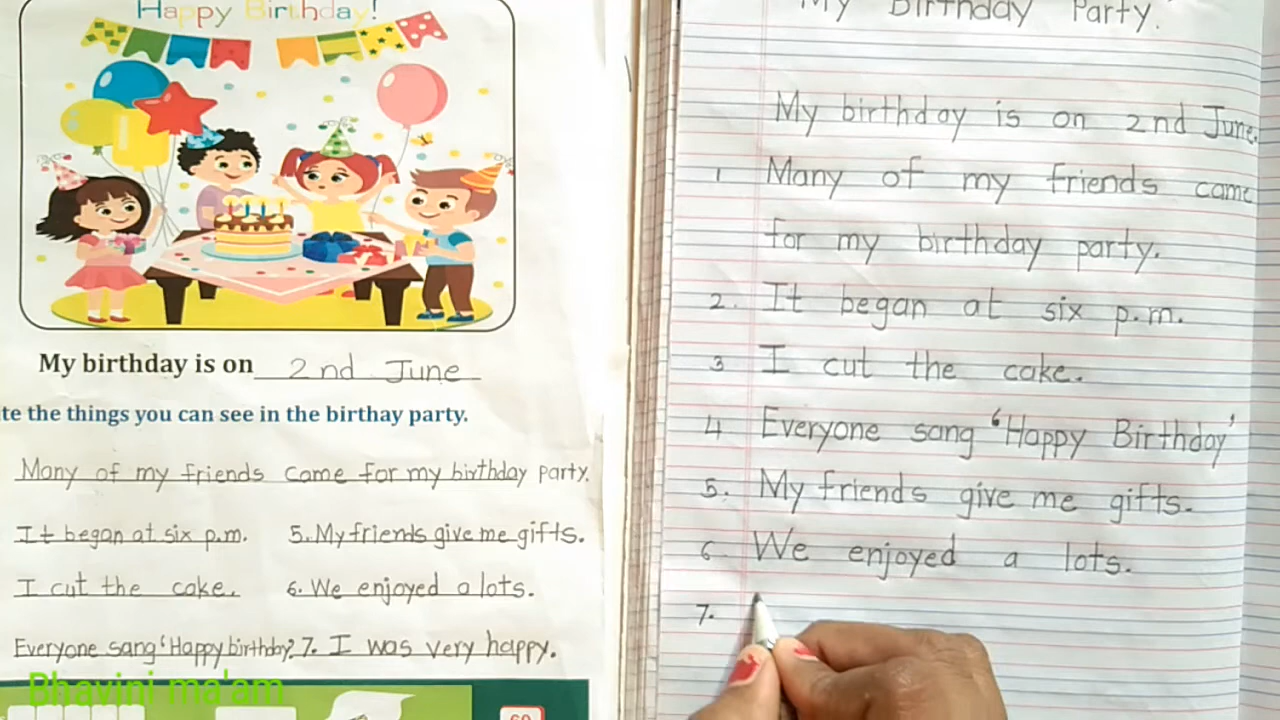 Happy Birthday!
My birthday is on 2nd June
te the things you can see in the birthay party.
Many of my friends came for my birthday party.
It began at six p.m. 5. My friends give me gifts.
I cut the cake. 6. We enjoyed a lots.
Everyone sang 'Happy birthday'. 7. I was very happy.
Bhavini ma'am
60
My Birthday Party.
My birthday is on 2nd June.
1 Many of my friends came
for my birthday party.
2. It began at six p.m.
3 I cut the cake.
4 Everyone sang 'Happy Birthday'
5. My friends give me gifts.
6 We enjoyed a lots.
7.